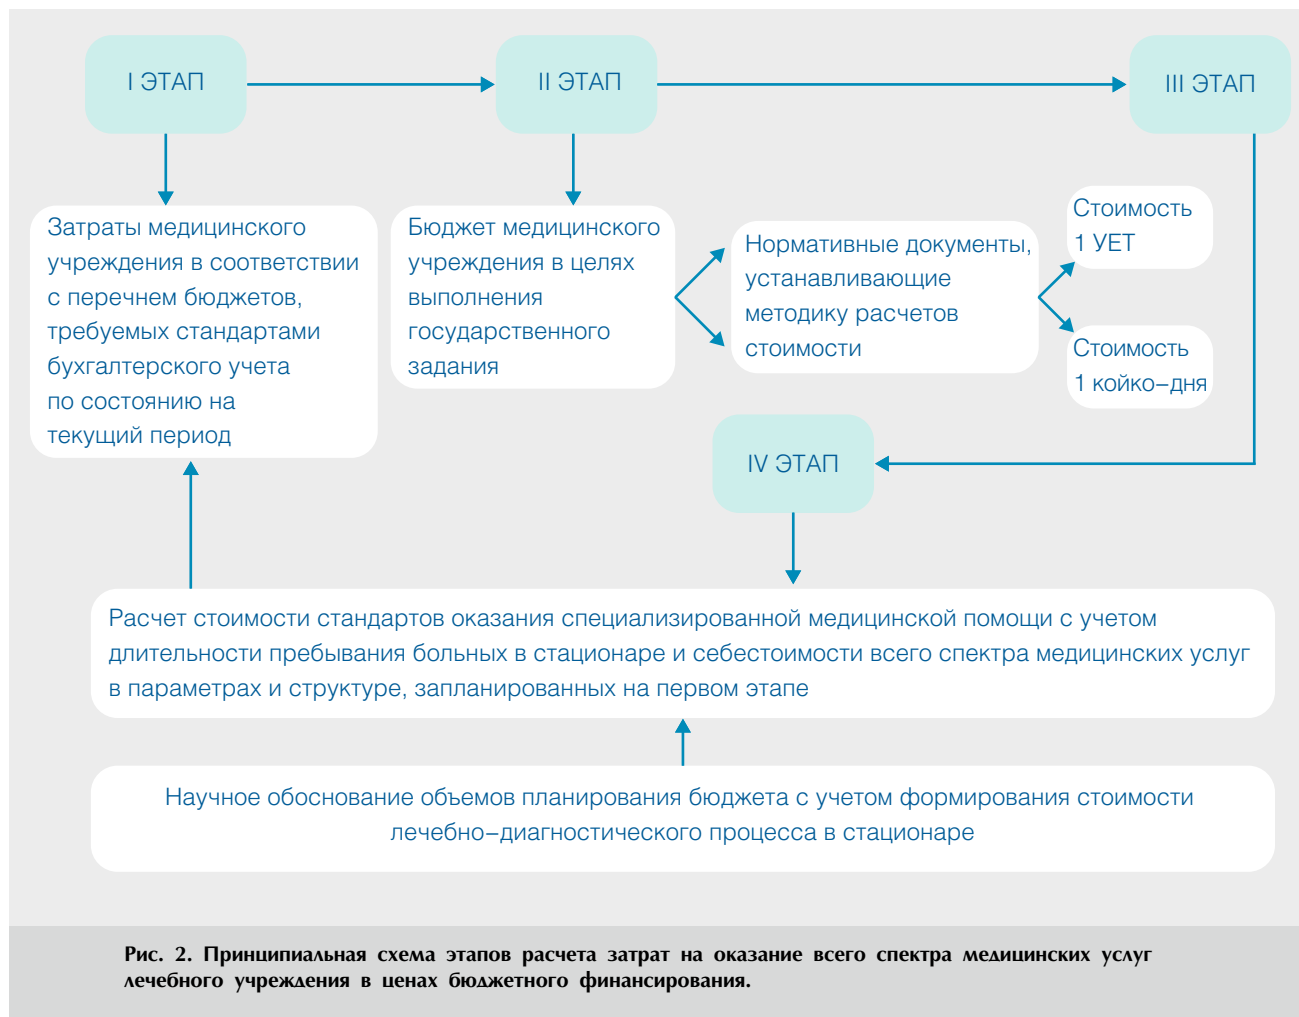 I ЭТАП
II ЭТАП
III ЭТАП
Затраты медицинского
учреждения в соответствии
с перечнем бюджетов,
требуемых стандартами
бухгалтерского учета
по состоянию на
текущий период
Бюджет медицинского
учреждения в целях
выполнения
государственного
задания
Нормативные документы,
устанавливающие
методику расчетов
стоимости
Стоимость
1 УЕТ
Стоимость
1 койко–дня
IV ЭТАП
Расчет стоимости стандартов оказания специализированной медицинской помощи с учетом
длительности пребывания больных в стационаре и себестоимости всего спектра медицинских услуг
в параметрах и структуре, запланированных на первом этапе
Научное обоснование объемов планирования бюджета с учетом формирования стоимости
лечебно–диагностического процесса в стационаре
Рис. 2. Принципиальная схема этапов расчета затрат на оказание всего спектра медицинских услуг
лечебного учреждения в ценах бюджетного финансирования.